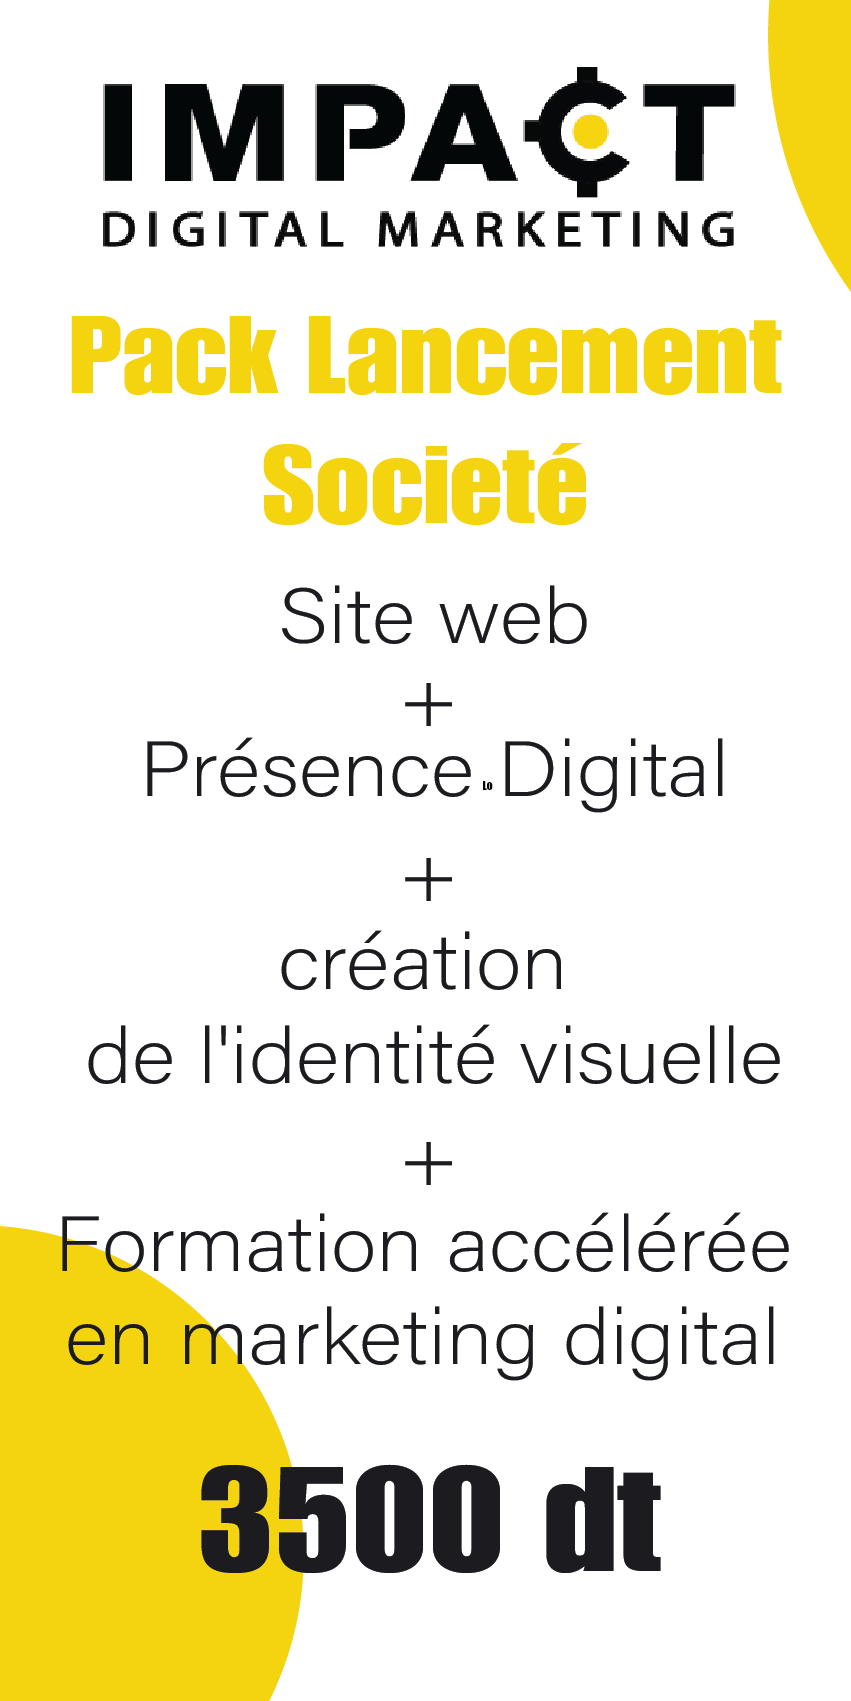 IMPACT
DIGITAL MARKETING
Pack Lancement
Societé
Site web
+
Présence Lo Digital
+
création
de l'identité visuelle
+
Formation accélérée
en marketing digital
3500 dt